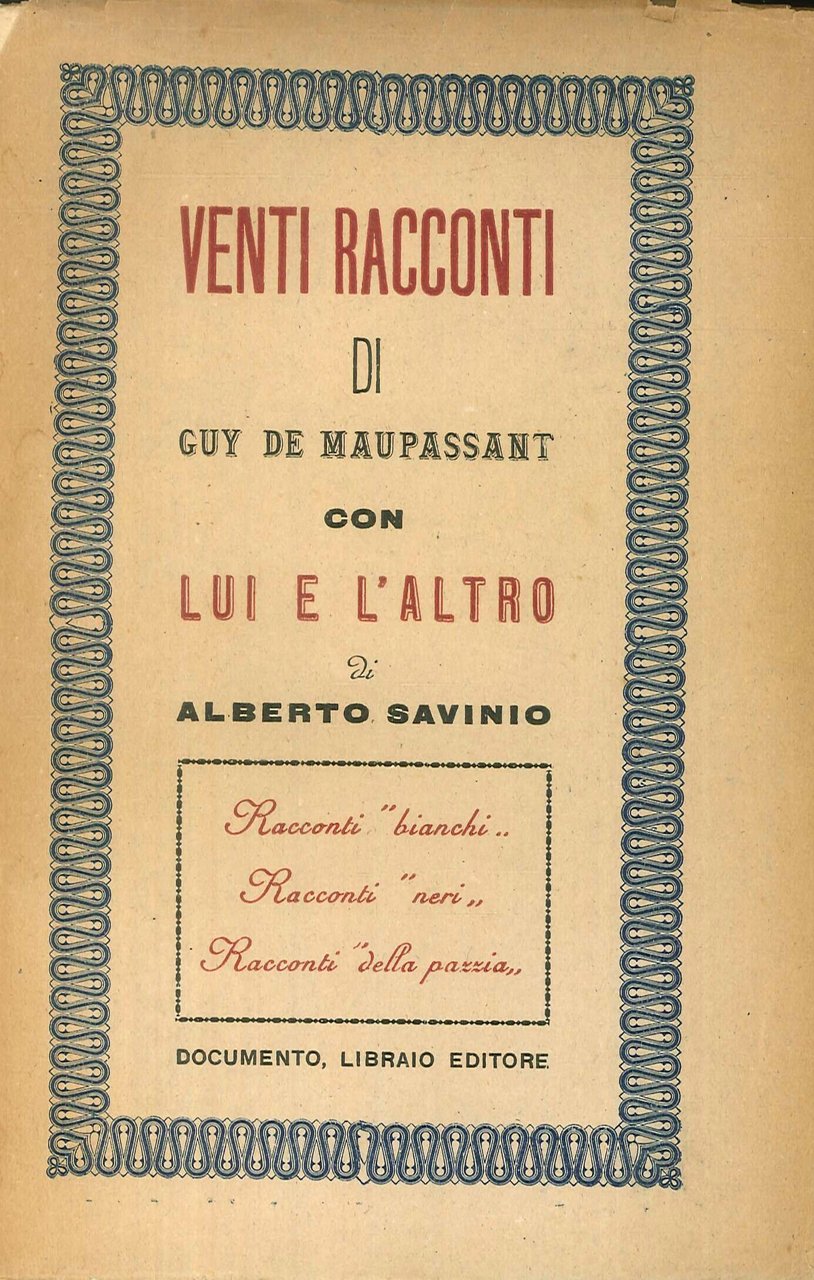 VENTI RACCONTI
DI
GUY DE MAUPASSANT
CON
LUI E L'ALTRO
di
ALBERTO SAVINIO
Racconti "bianchi„
Racconti "neri„
Racconti "della pazzia„
DOCUMENTO, LIBRAIO EDITORE